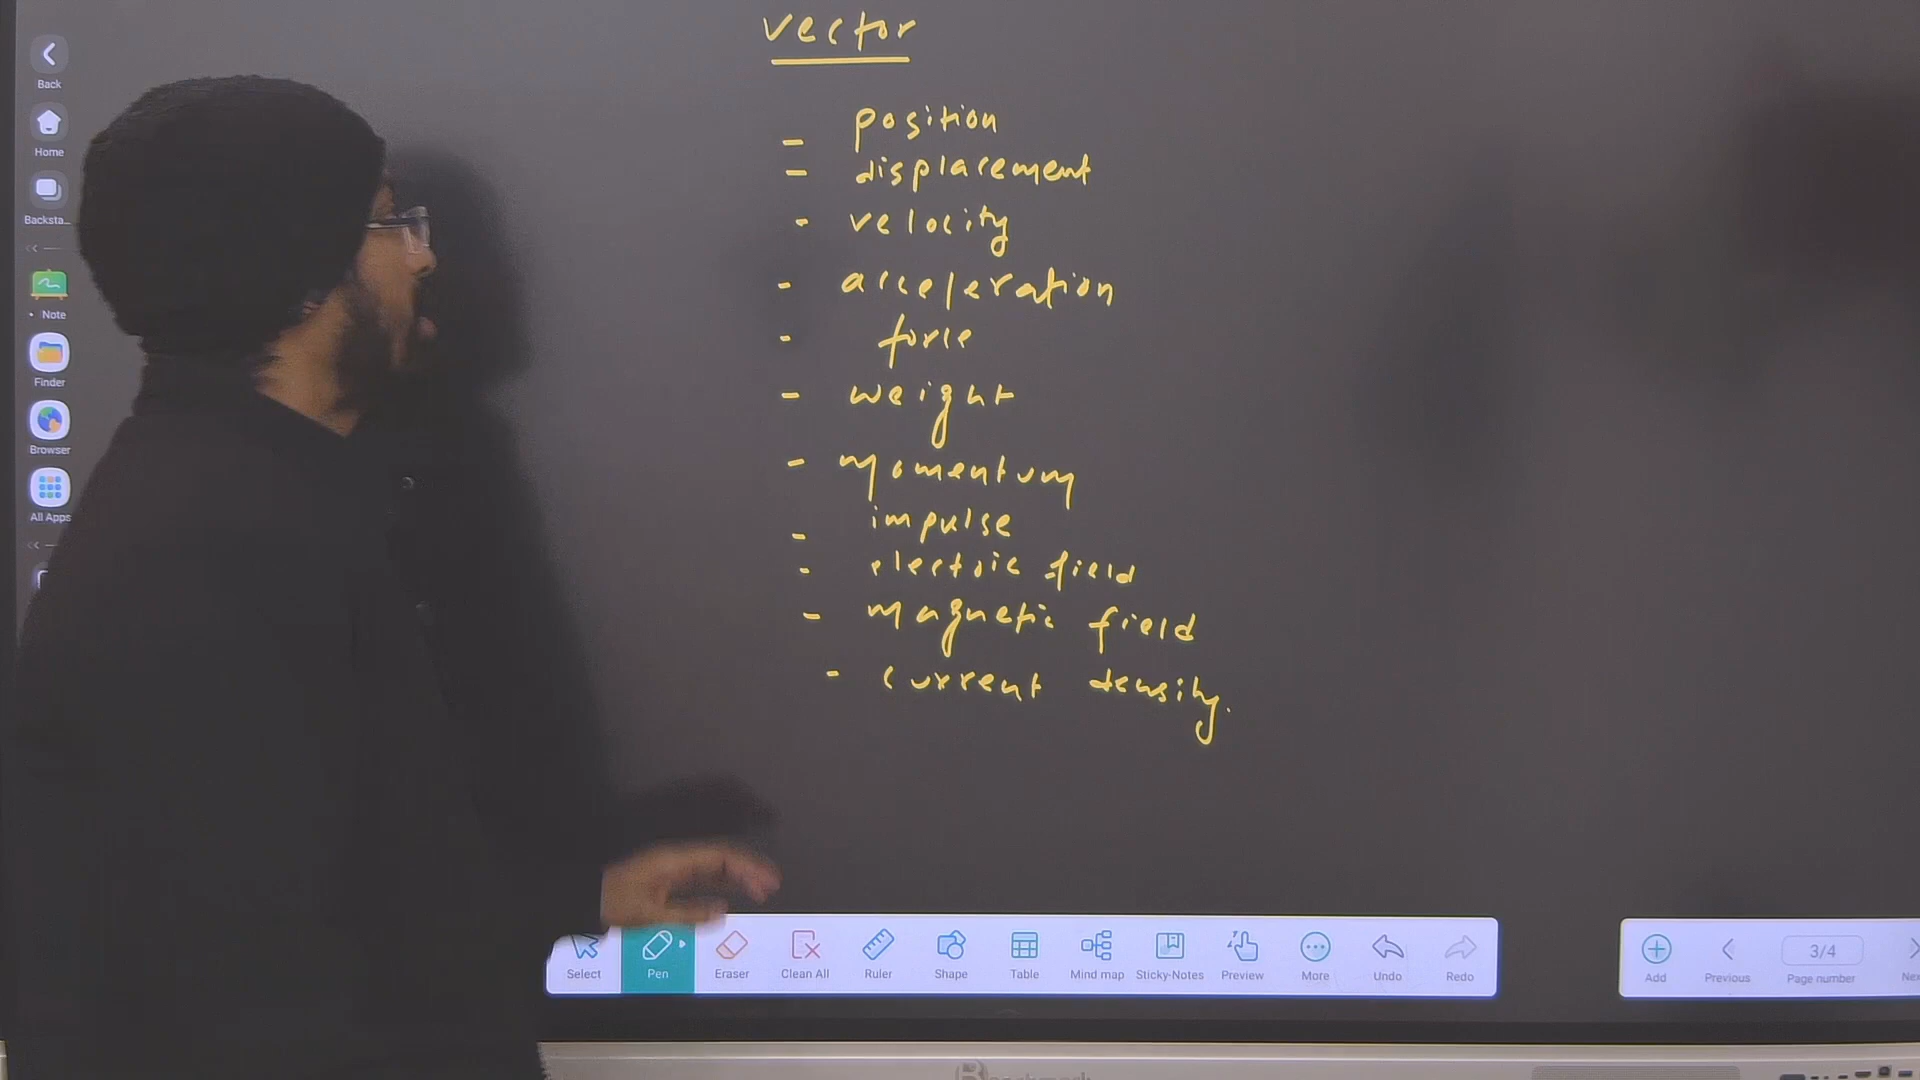 vector
- position
- displacement
- velocity
- acceleration
- force
- weight
- momentum
- impulse
- electric field
- magnetic field
- current density.
Back
Home
Backsta...
Note
Finder
Browser
All Apps
Select
Pen
Eraser
Clean All
Ruler
Shape
Table
Mind map
Sticky-Notes
Preview
More
Undo
Redo
Add
Previous
3/4
Page number